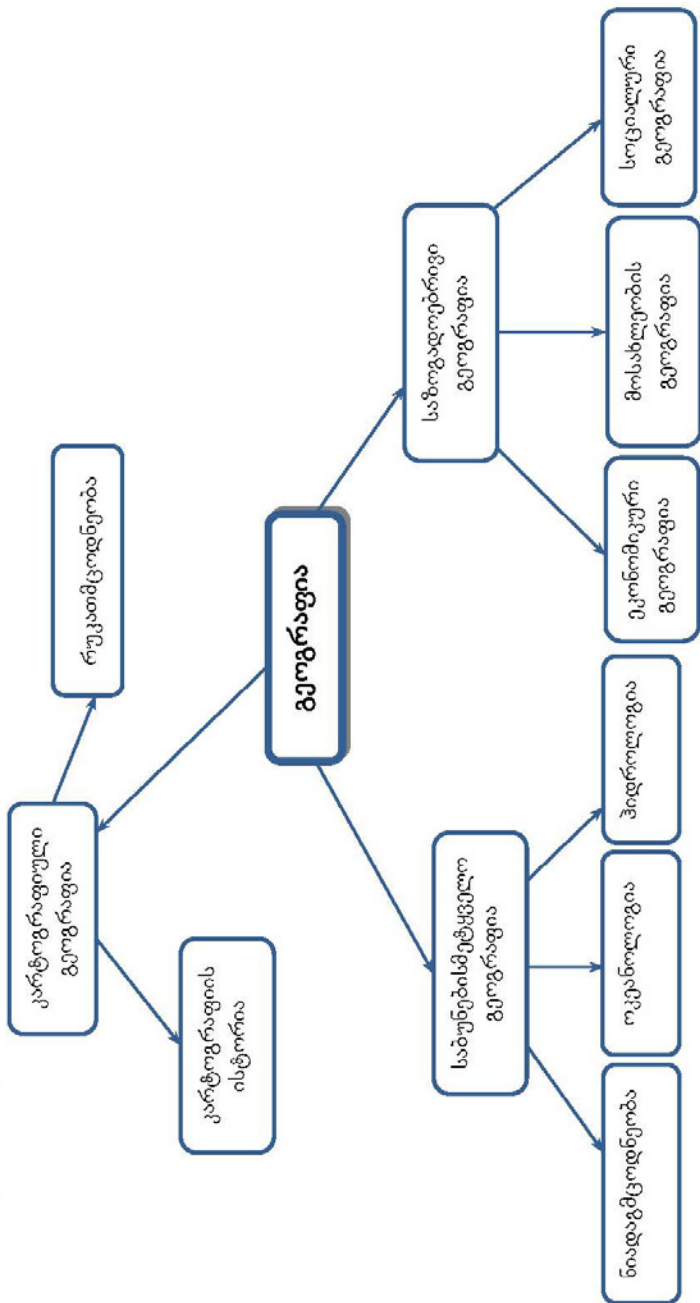 კარტოგრაფიული
გეოგრაფია
რუკათმცოდნეობა
კარტოგრაფიის
ისტორია
გეოგრაფია
საბუნებისმეტყველო
გეოგრაფია
საზოგადოებრივი
გეოგრაფია
ნიადაგმცოდნეობა
ოკეანოლოგია
ჰიდროლოგია
ეკონომიკური
გეოგრაფია
მოსახლეობის
გეოგრაფია
სოციალური
გეოგრაფია